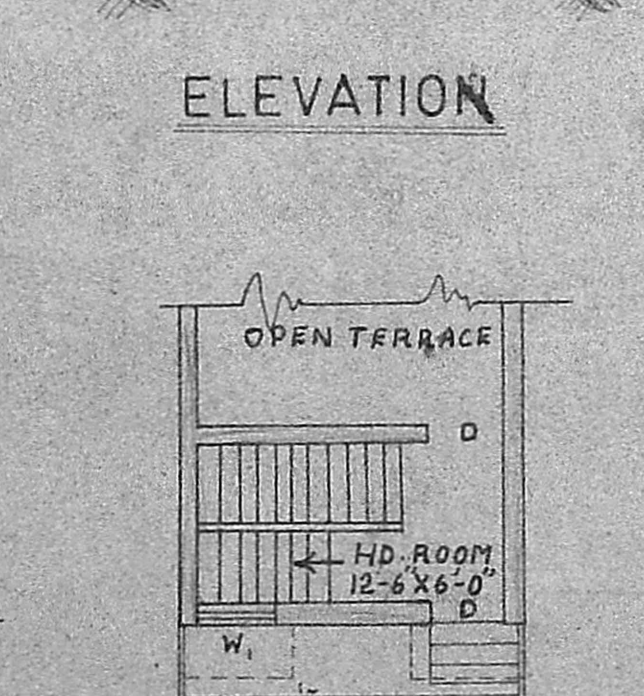 ELEVATION
OPEN TERRACE
D
HD. ROOM
12-6"X6'-0"
D
W₁